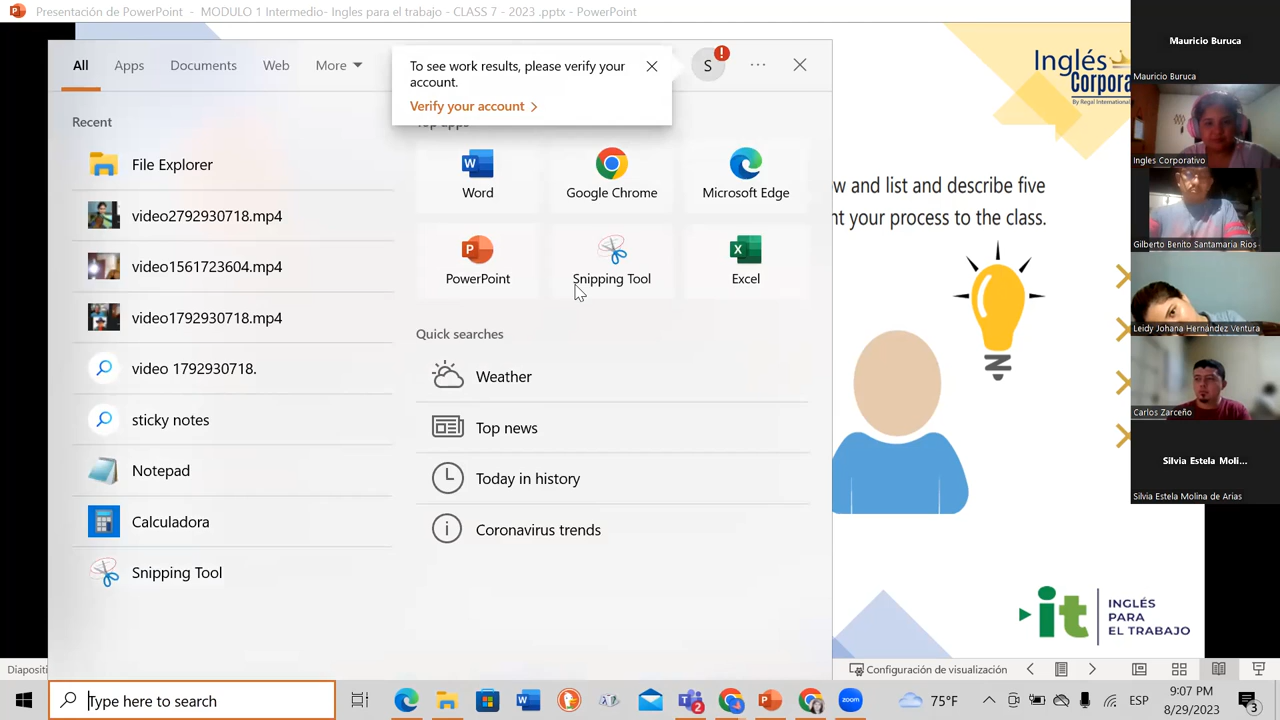 Presentación de PowerPoint - MODULO 1 Intermedio- Ingles para el trabajo - CLASS 7 - 2023 .pptx - PowerPoint
All
Apps
Documents
Web
More
To see work results, please verify your account.
Verify your account
S
Recent
File Explorer
video2792930718.mp4
video1561723604.mp4
video1792930718.mp4
video 1792930718.
sticky notes
Notepad
Calculadora
Snipping Tool
Top apps
Word
Google Chrome
Microsoft Edge
PowerPoint
Snipping Tool
Excel
Quick searches
Weather
Top news
Today in history
Coronavirus trends
Inglés
Corpora
By Regal International
w and list and describe five
nt your process to the class.
it
INGLÉS
PARA
EL TRABAJO
Mauricio Buruca
Mauricio Buruca
Ingles Corporativo
Gilberto Benito Santamaria Rios
Leidy Johana Hernández Ventura
Carlos Zarceño
Silvia Estela Moli...
Silvia Estela Molina de Arias
Diapositi
Configuración de visualización
Type here to search
2
zoom
75°F
ESP
9:07 PM
8/29/2023
3